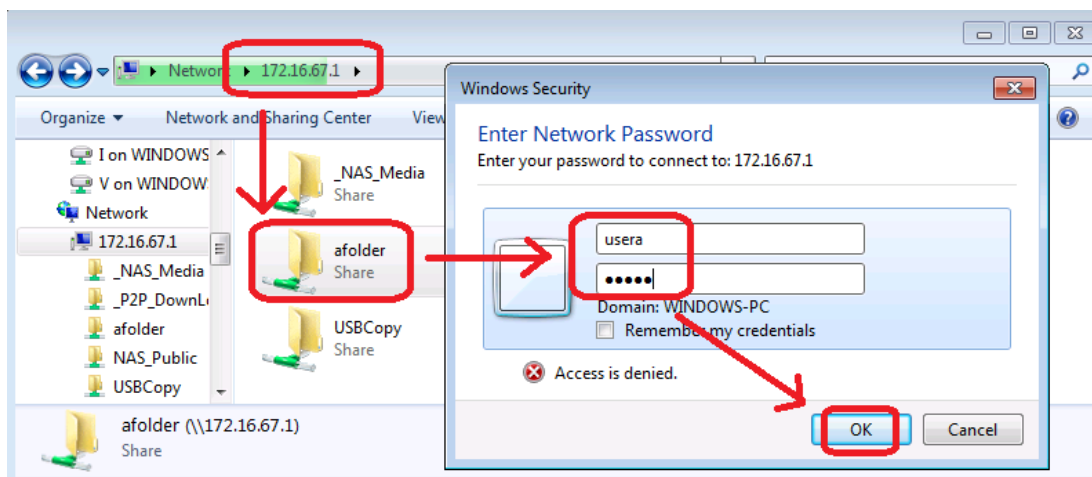 Network ▸ 172.16.67.1 ▸
Organize ▾ Network and Sharing Center View
I on WINDOWS
V on WINDOW
Network
172.16.67.1
_NAS_Media
_P2P_DownL
afolder
NAS_Public
USBCopy
_NAS_Media
Share
afolder
Share
USBCopy
Share
afolder (\\172.16.67.1)
Share
Windows Security
Enter Network Password
Enter your password to connect to: 172.16.67.1
usera
●●●●●
Domain: WINDOWS-PC
Remember my credentials
Access is denied.
OK
Cancel